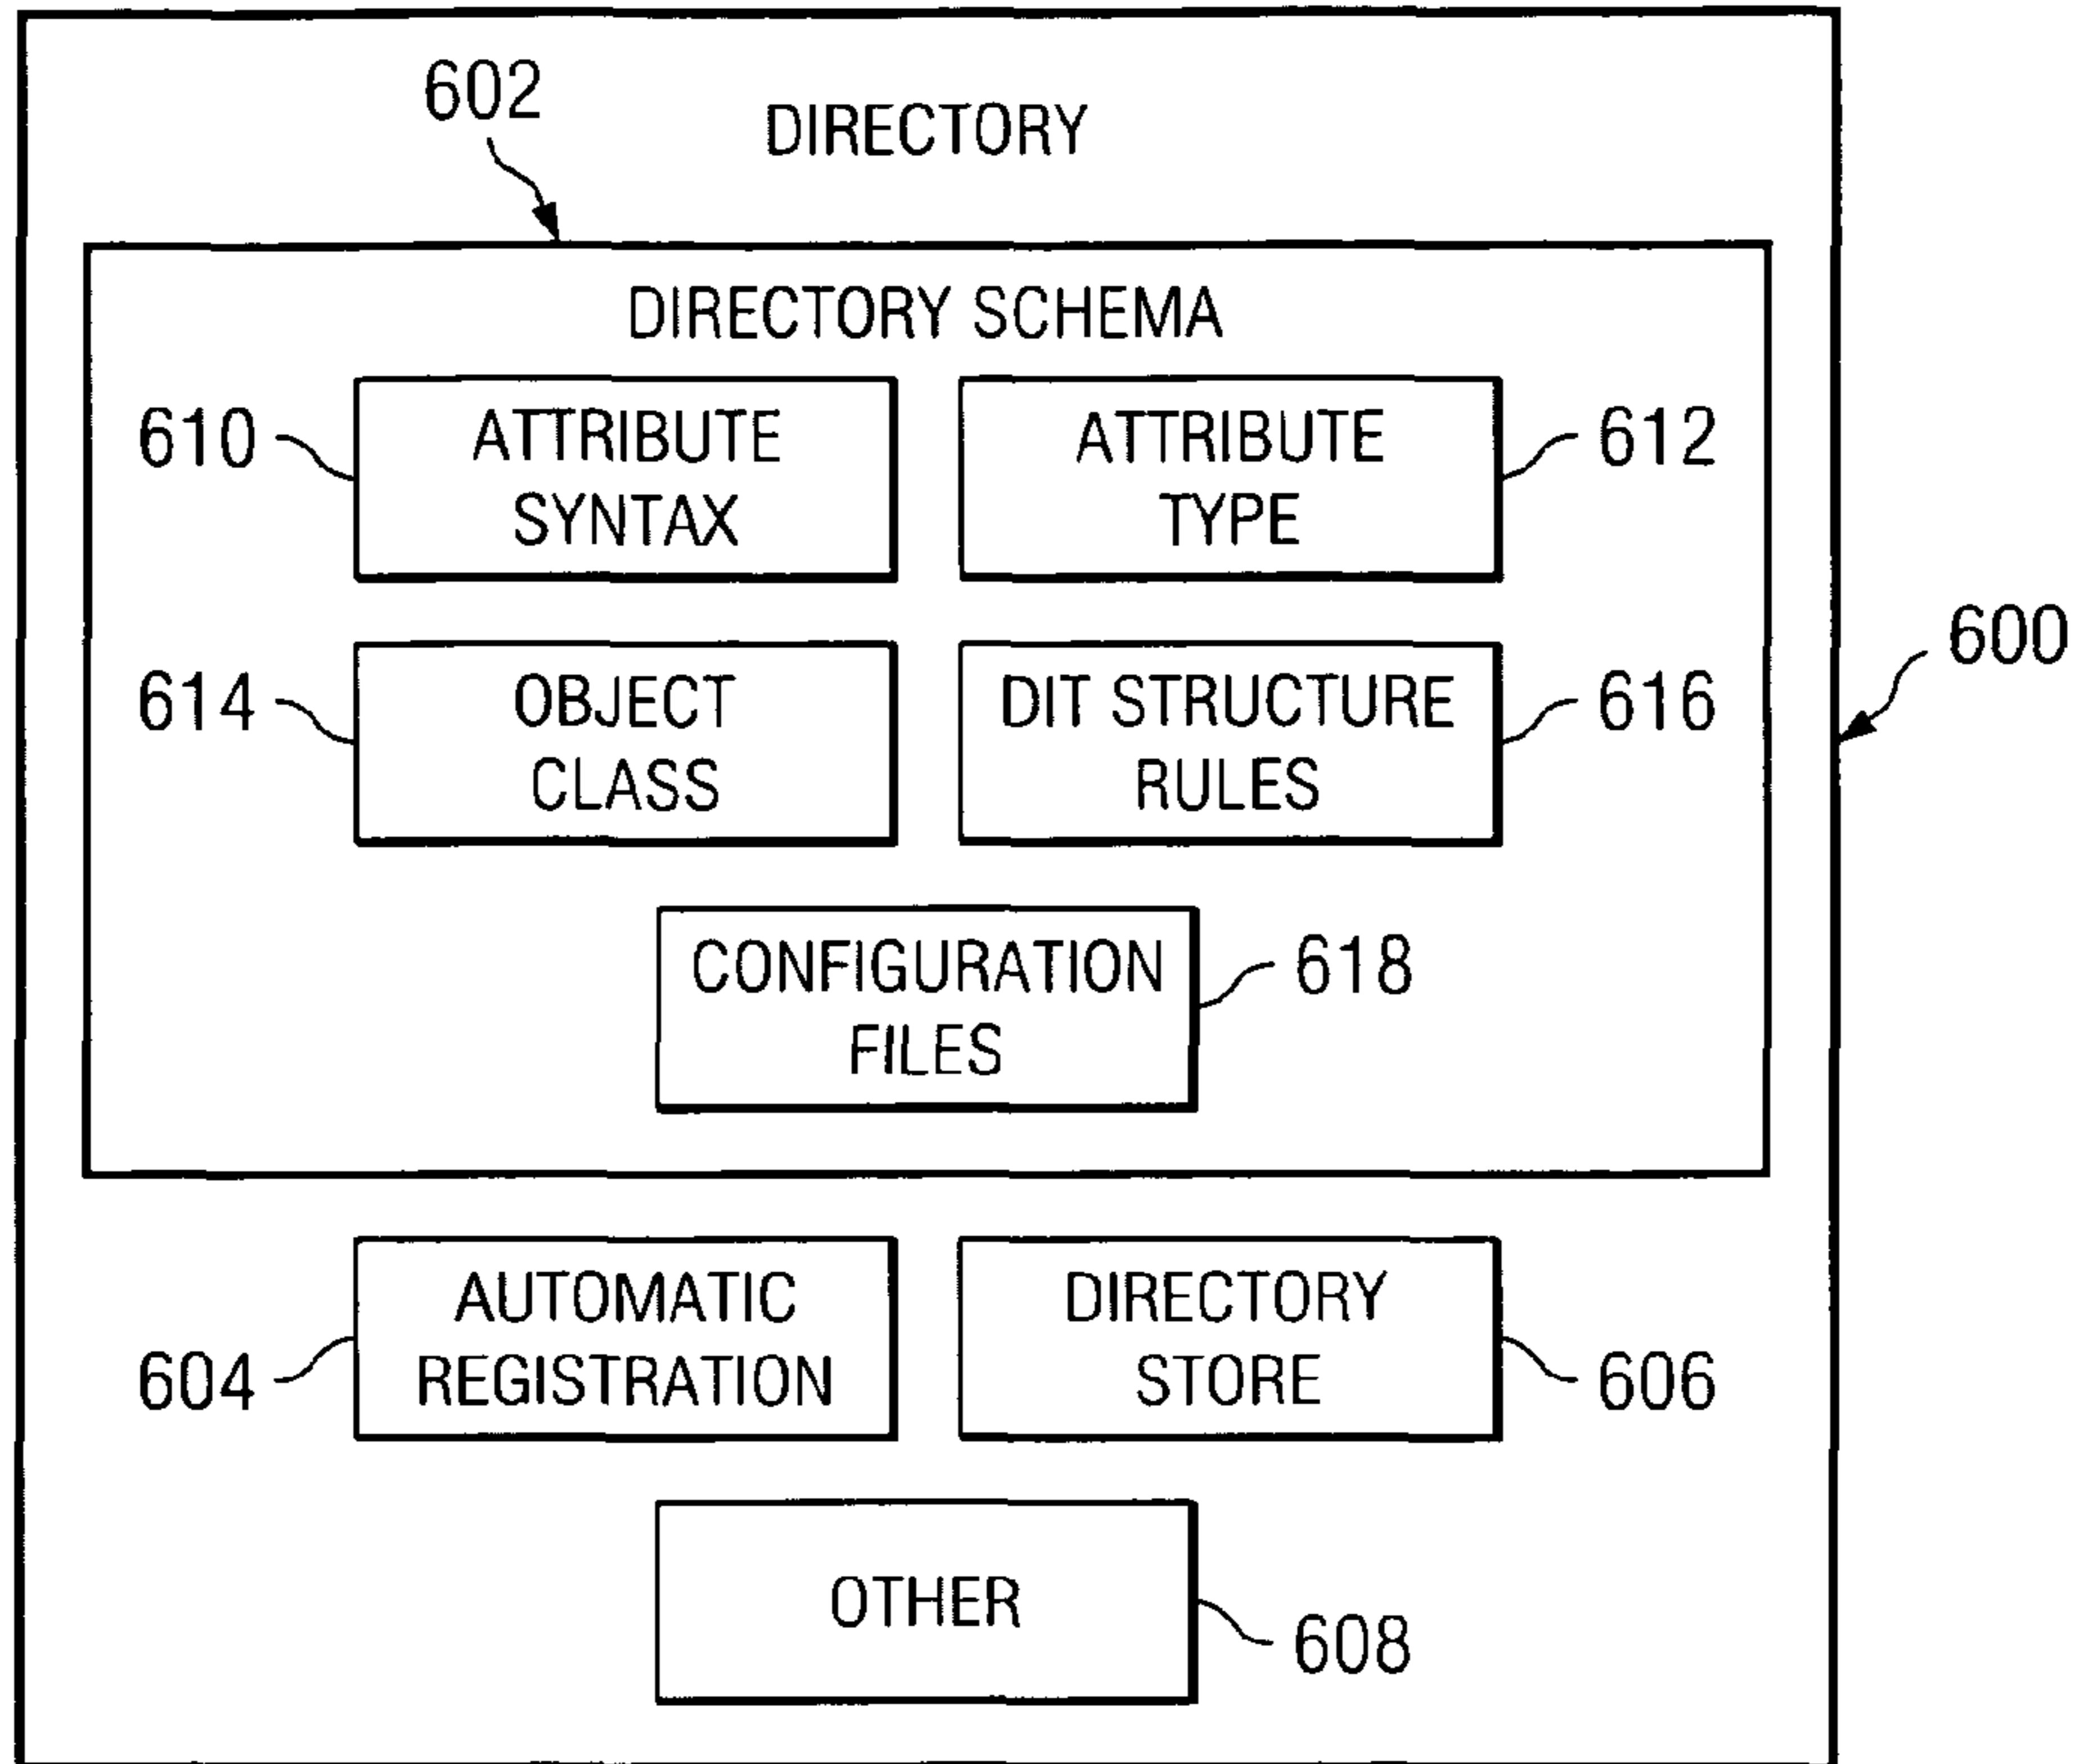 602
DIRECTORY
DIRECTORY SCHEMA
610
ATTRIBUTE
SYNTAX
ATTRIBUTE
TYPE
612
614
OBJECT
CLASS
DIT STRUCTURE
RULES
616
600
CONFIGURATION
FILES
618
604
AUTOMATIC
REGISTRATION
DIRECTORY
STORE
606
OTHER
608